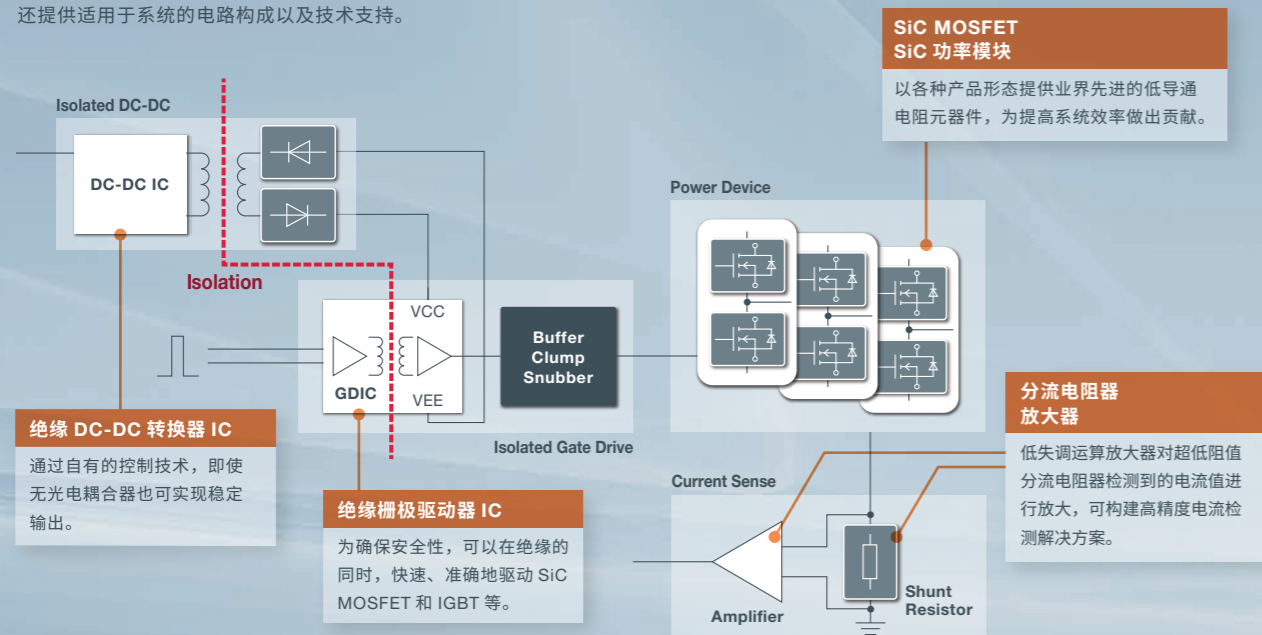 还提供适用于系统的电路构成以及技术支持。
SiC MOSFET
SiC 功率模块
以各种产品形态提供业界先进的低导通
电阻元器件，为提高系统效率做出贡献。
Isolated DC-DC
DC-DC IC
Isolation
Power Device
VCC
GDIC
VEE
Buffer
Clump
Snubber
Isolated Gate Drive
绝缘 DC-DC 转换器 IC
通过自有的控制技术，即使
无光电耦合器也可实现稳定
输出。
绝缘栅极驱动器 IC
为确保安全性，可以在绝缘的
同时，快速、准确地驱动 SiC
MOSFET 和 IGBT 等。
分流电阻器
放大器
低失调运算放大器对超低阻值
分流电阻器检测到的电流值进
行放大，可构建高精度电流检
测解决方案。
Current Sense
Amplifier
Shunt
Resistor